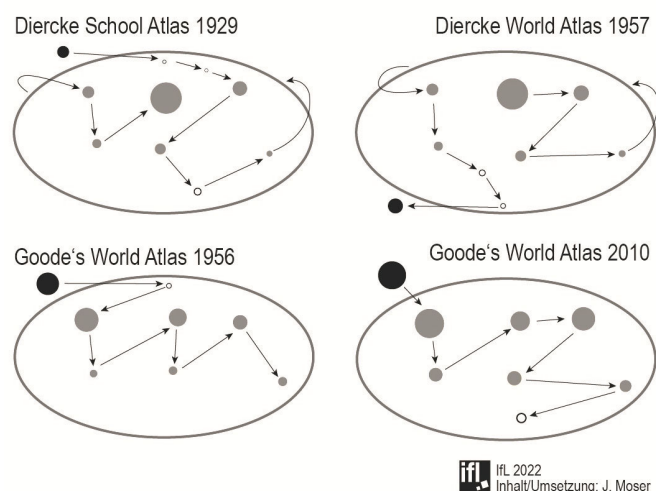 Diercke School Atlas 1929
Diercke World Atlas 1957
Goode's World Atlas 1956
Goode's World Atlas 2010
ifl.
IfL 2022
Inhalt/Umsetzung: J. Moser